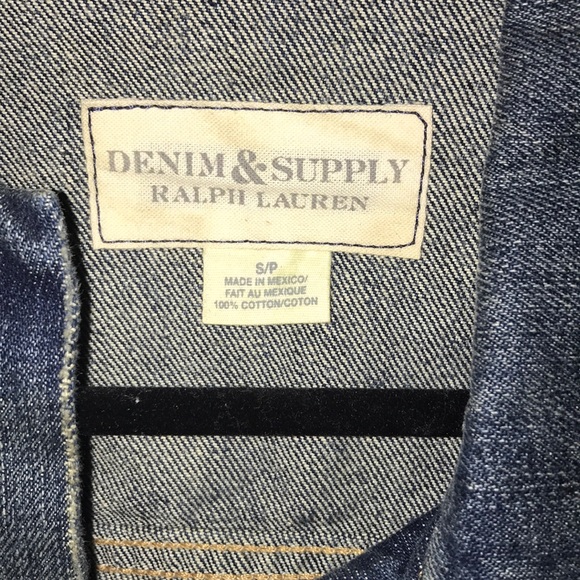 DENIM & SUPPLY
RALPH LAUREN
S/P
MADE IN MEXICO/
FAIT AU MEXIQUE
100% COTTON/COTON